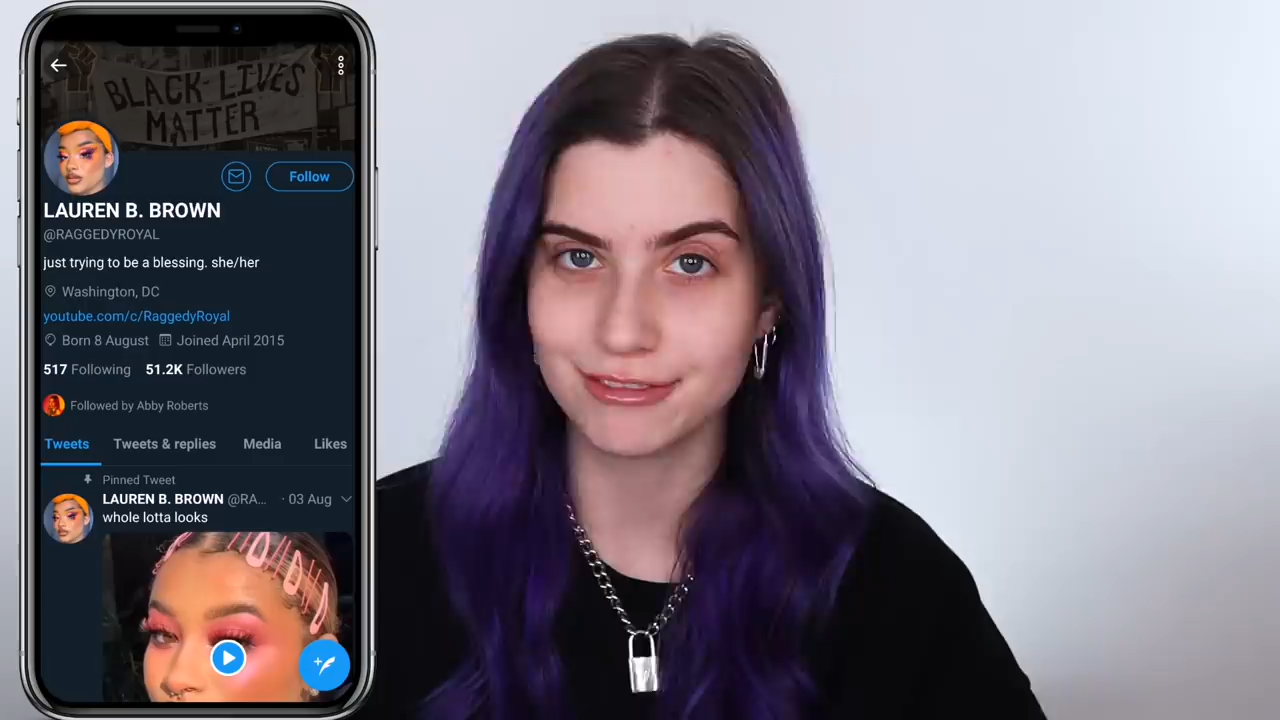 BLACK LIVES
MATTER
Follow
LAUREN B. BROWN
@RAGGEDYROYAL
just trying to be a blessing. she/her
Washington, DC
youtube.com/c/RaggedyRoyal
Born 8 August Joined April 2015
517 Following 51.2K Followers
Followed by Abby Roberts
Tweets Tweets & replies Media Likes
Pinned Tweet
LAUREN B. BROWN @RA... · 03 Aug
whole lotta looks